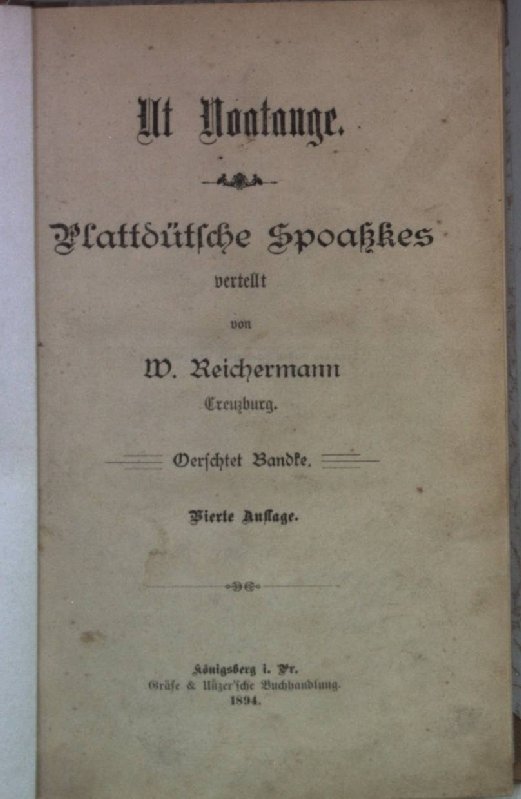 Ut Noatange.
Plattdütsche Spoaßkes
vertellt
von
W. Reichermann
Creuzburg.
Oerschtet Bandke.
Vierte Auflage.
Königsberg i. Pr.
Gräfe & Unzer'sche Buchhandlung.
1894.